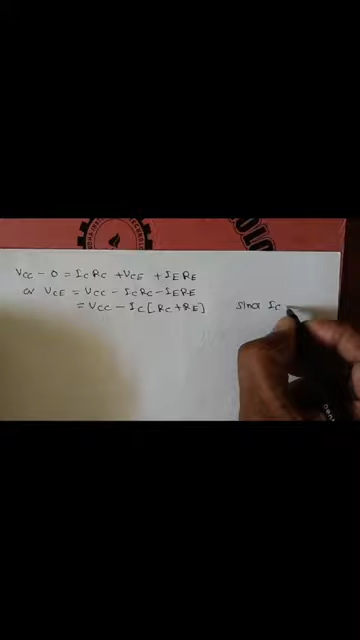 VCC - 0 = ICRC + VCE + IERE
or VCE = VCC - ICRC - IERE
= VCC - IC[RC+RE] since IC